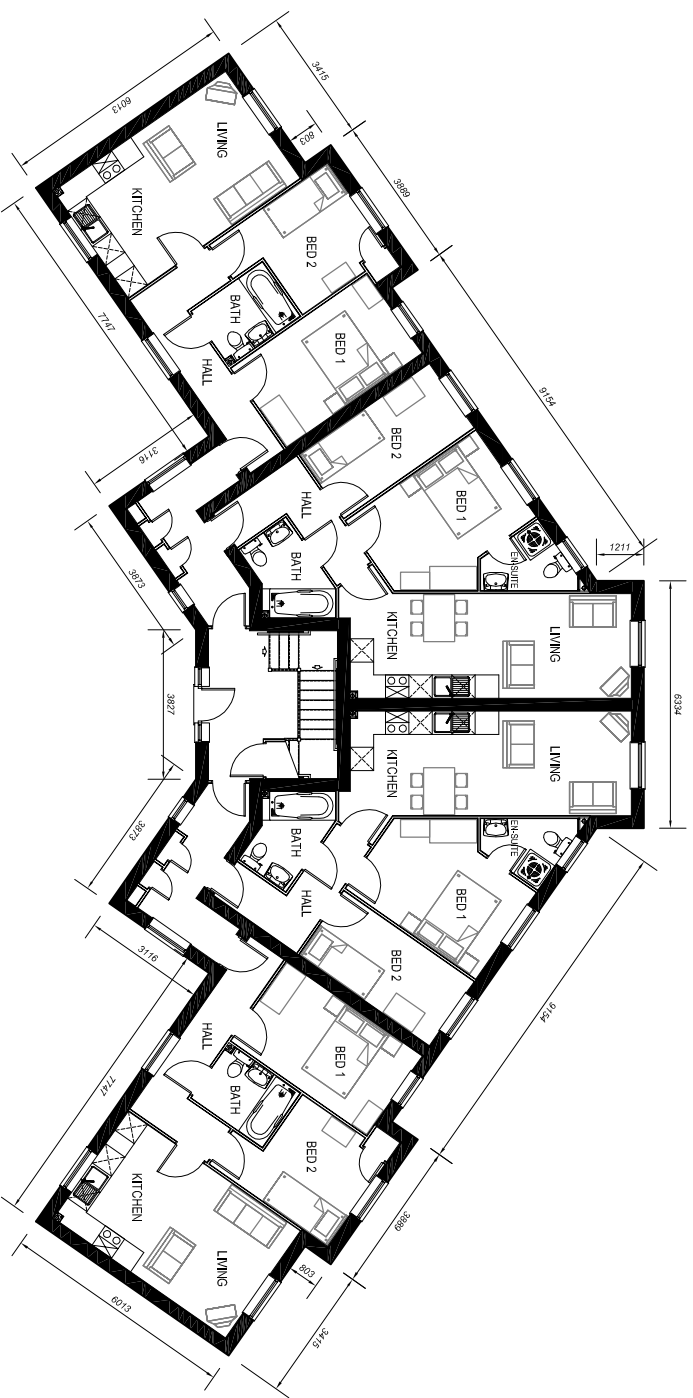 3415
6013
803
LIVING
3889
KITCHEN
BED 2
BATH
7747
BED 1
HALL
9154
3116
BED 2
HALL
BED 1
1211
EN-SUITE
BATH
3873
KITCHEN
LIVING
3827
6334
KITCHEN
LIVING
EN-SUITE
BATH
3873
BED 1
HALL
BED 2
3116
9154
HALL
BED 1
7747
BATH
BED 2
KITCHEN
3889
LIVING
803
6013
3415